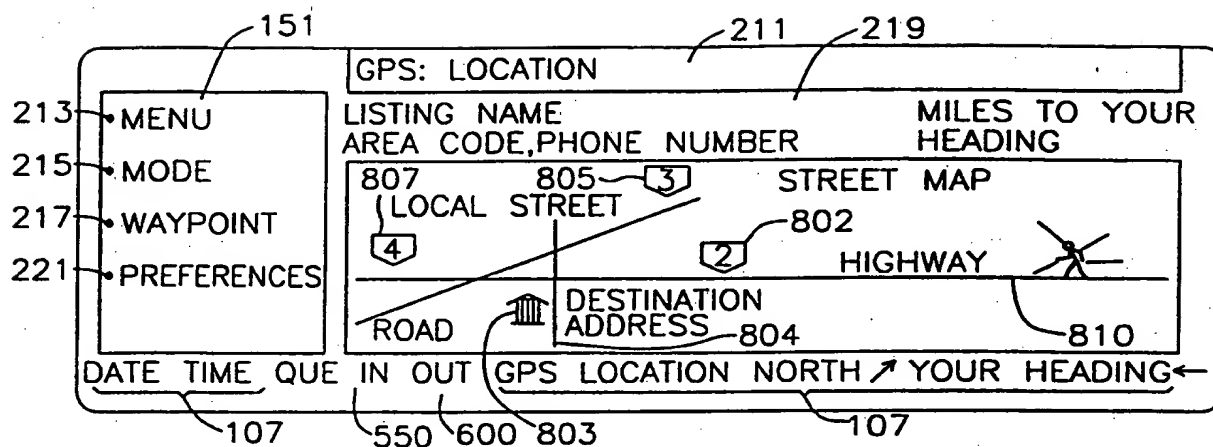 151
211
219
GPS: LOCATION
213 MENU
215 MODE
217 WAYPOINT
221 PREFERENCES
LISTING NAME
AREA CODE,PHONE NUMBER
MILES TO YOUR
HEADING
807
805
3
STREET MAP
LOCAL STREET
4
2
802
HIGHWAY
ROAD
DESTINATION
ADDRESS
804
810
DATE TIME QUE IN OUT GPS LOCATION NORTH ↗ YOUR HEADING ←
107
550
600
803
107